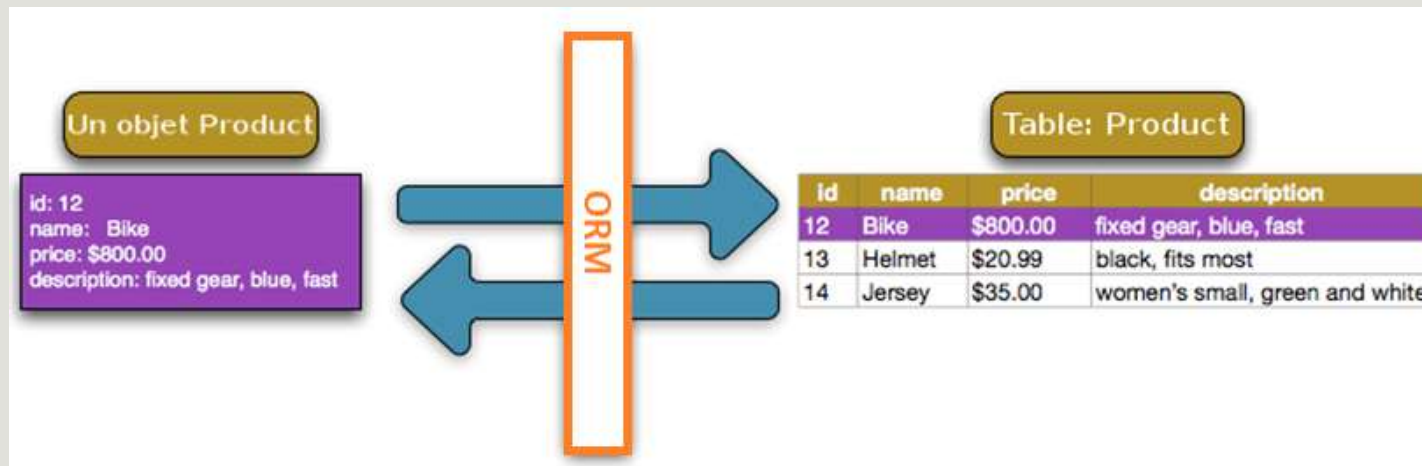 Un objet Product
id: 12
name: Bike
price: $800.00
description: fixed gear, blue, fast
ORM
Table: Product
id name price description
12 Bike $800.00 fixed gear, blue, fast
13 Helmet $20.99 black, fits most
14 Jersey $35.00 women's small, green and white